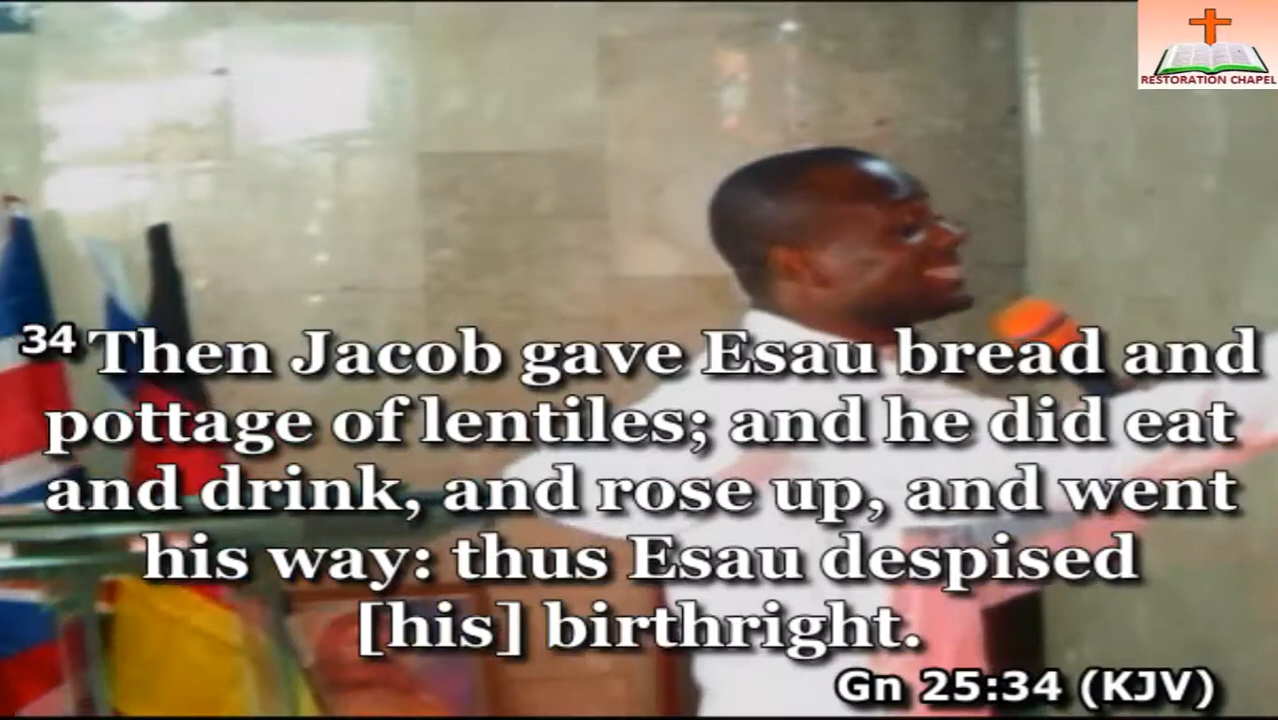 RESTORATION CHAPEL
34 Then Jacob gave Esau bread and
pottage of lentiles; and he did eat
and drink, and rose up, and went
his way: thus Esau despised
[his] birthright.
Gn 25:34 (KJV)